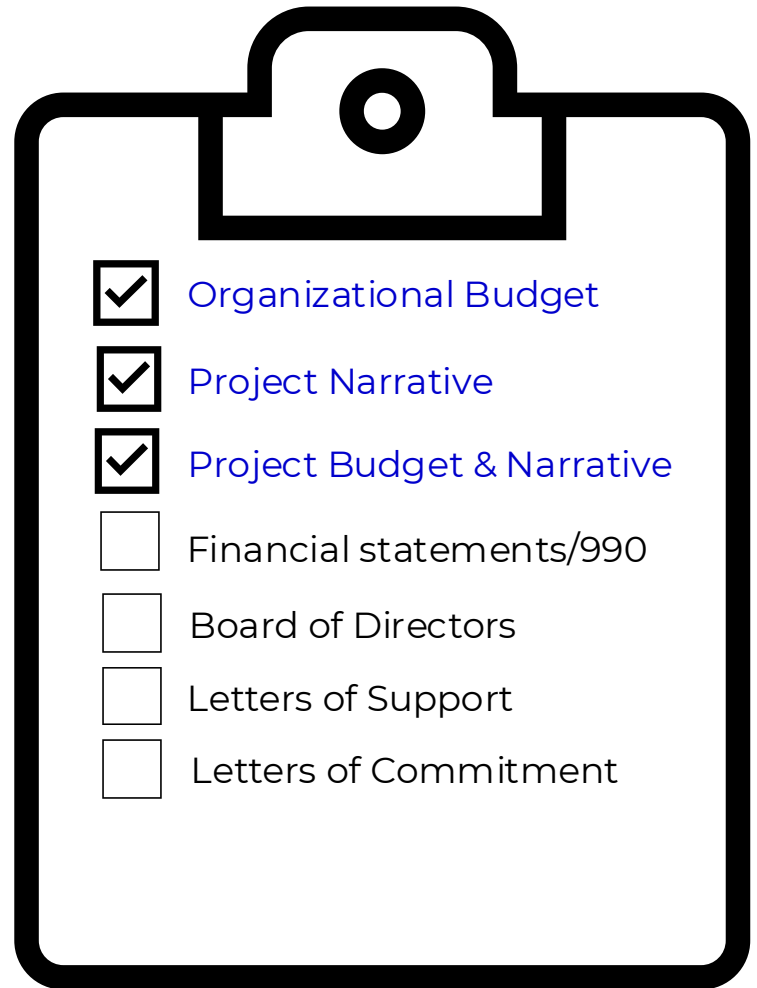 Organizational Budget
Project Narrative
Project Budget & Narrative
Financial statements/990
Board of Directors
Letters of Support
Letters of Commitment